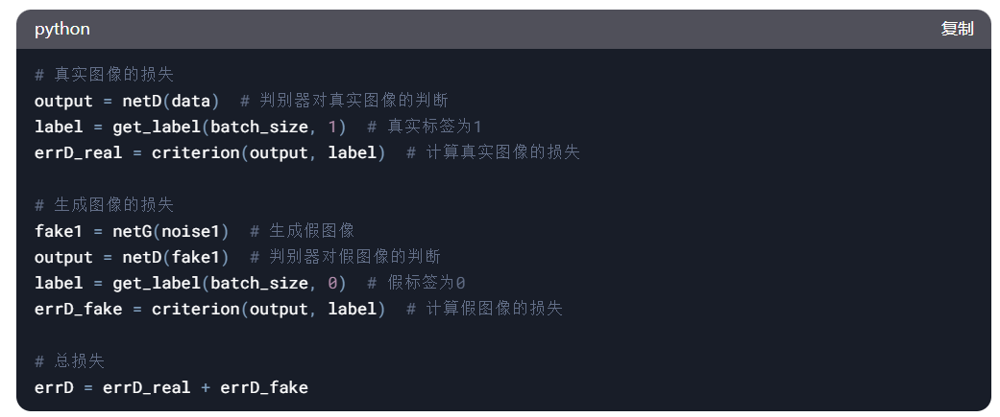 python
复制
# 真实图像的损失
output = netD(data)  # 判别器对真实图像的判断
label = get_label(batch_size, 1)  # 真实标签为1
errD_real = criterion(output, label)  # 计算真实图像的损失
# 生成图像的损失
fake1 = netG(noise1)  # 生成假图像
output = netD(fake1)  # 判别器对假图像的判断
label = get_label(batch_size, 0)  # 假标签为0
errD_fake = criterion(output, label)  # 计算假图像的损失
# 总损失
errD = errD_real + errD_fake